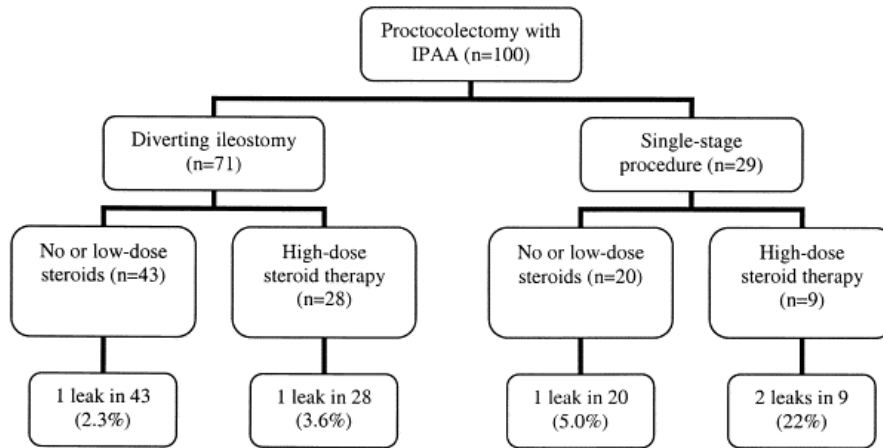 Proctocolectomy with
IPAA (n=100)
Diverting ileostomy
(n=71)
Single-stage
procedure (n=29)
No or low-dose
steroids (n=43)
High-dose
steroid therapy
(n=28)
No or low-dose
steroids (n=20)
High-dose
steroid therapy
(n=9)
1 leak in 43
(2.3%)
1 leak in 28
(3.6%)
1 leak in 20
(5.0%)
2 leaks in 9
(22%)